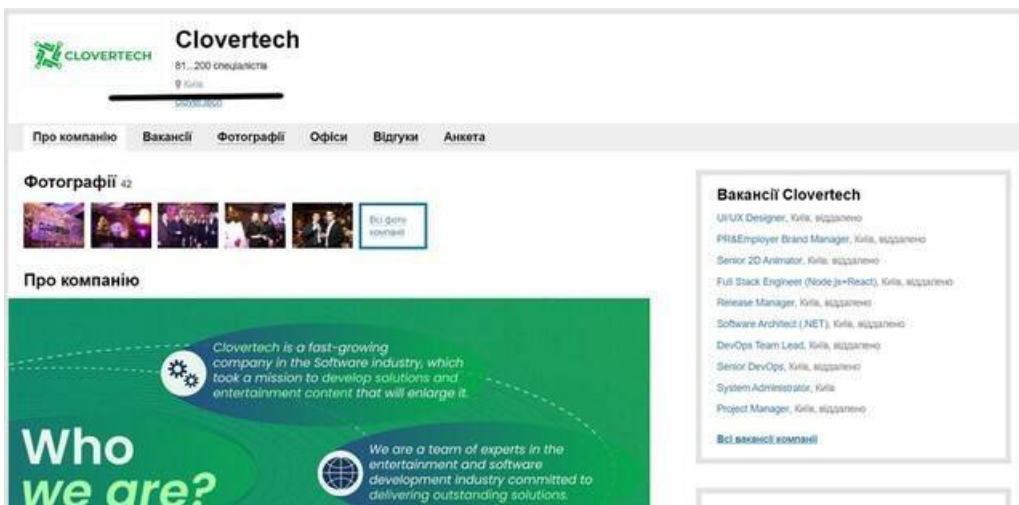 CLOVERTECH
Clovertech
81...200 спеціалістів
Київ
Про компанію
Вакансії
Фотографії
Офіси
Відгуки
Анкета
Фотографії 42
Всі фото
компанії
Про компанію
Clovertech is a fast-growing
company in the Software industry, which
took a mission to develop solutions and
entertainment content that will enlarge it.
Who
we are?
We are a team of experts in the
entertainment and software
development industry committed to
delivering outstanding solutions.
Вакансії Clovertech
UI/UX Designer, Київ, віддалено
PR&Employer Brand Manager, Київ, віддалено
Senior 2D Animator, Київ, віддалено
Full Stack Engineer (Node.js+React), Київ, віддалено
Release Manager, Київ, віддалено
Software Architect (.NET), Київ, віддалено
DevOps Team Lead, Київ, віддалено
Senior DevOps, Київ, віддалено
System Administrator, Київ
Project Manager, Київ, віддалено
Всі вакансії компанії